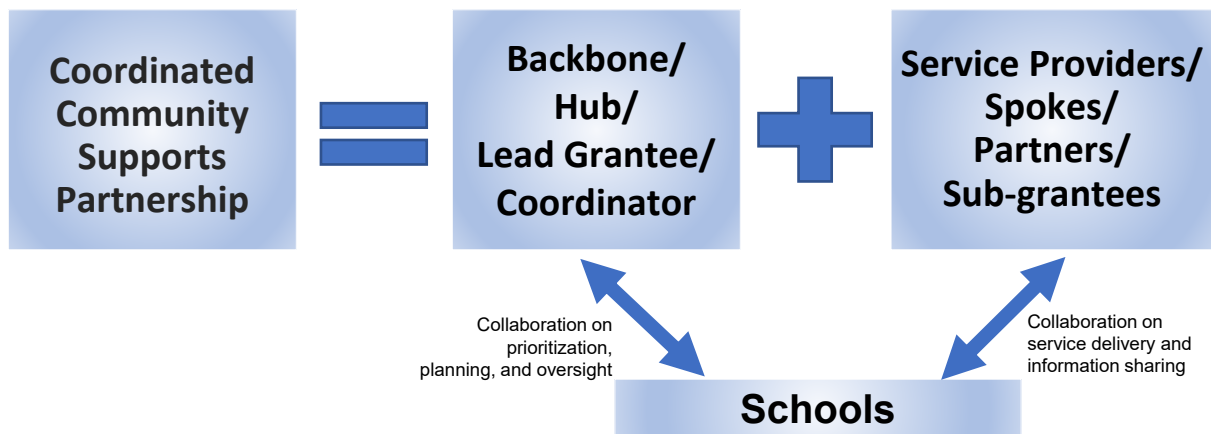 Coordinated
Community
Supports
Partnership
Backbone/
Hub/
Lead Grantee/
Coordinator
Service Providers/
Spokes/
Partners/
Sub-grantees
Collaboration on
prioritization,
planning, and oversight
Collaboration on
service delivery and
information sharing
Schools